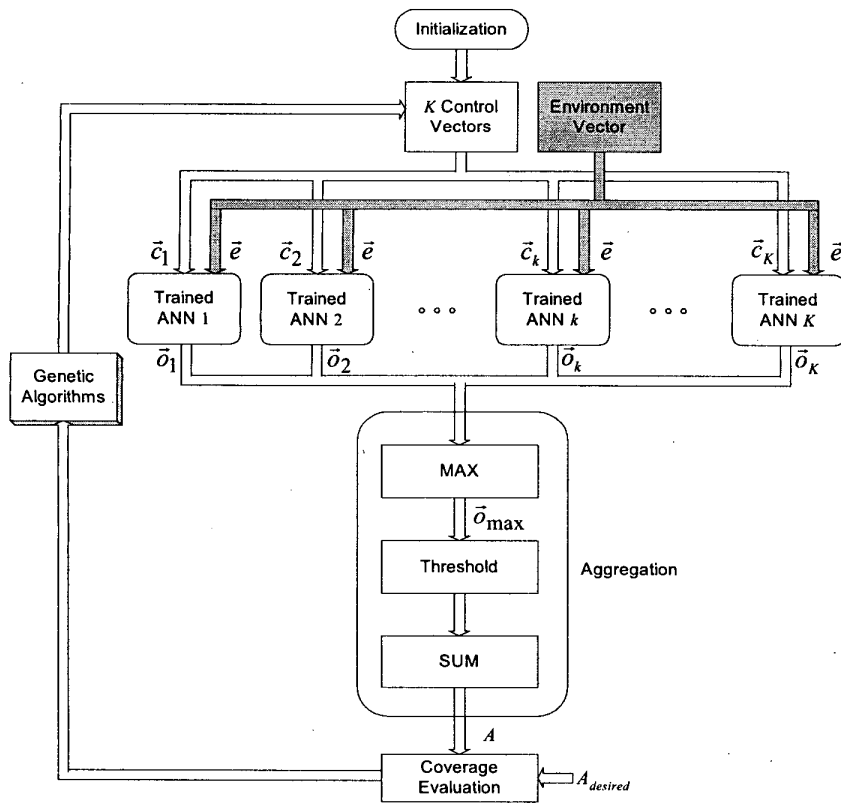 Initialization
K Control
Vectors
Environment
Vector
c⃗1 e⃗ c⃗2 e⃗ c⃗k e⃗ c⃗K e⃗
Trained
ANN 1
Trained
ANN 2
∘ ∘ ∘
Trained
ANN k
∘ ∘ ∘
Trained
ANN K
o⃗1 o⃗2 o⃗k o⃗K
Genetic
Algorithms
MAX
o⃗max
Threshold
Aggregation
SUM
A
Coverage
Evaluation
Adesired